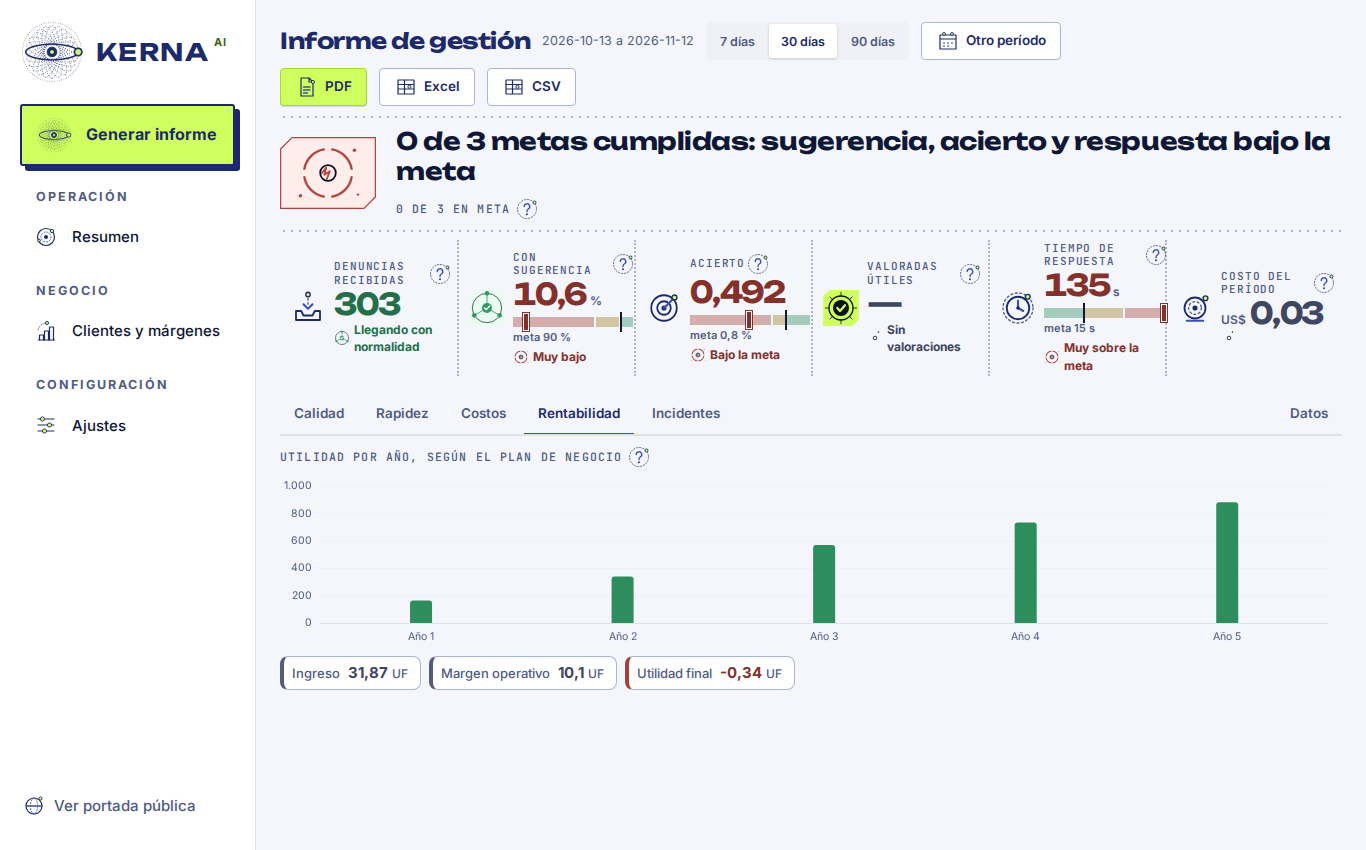 KERNA AI
Generar informe
OPERACIÓN
Resumen
NEGOCIO
Clientes y márgenes
CONFIGURACIÓN
Ajustes
Ver portada pública
Informe de gestión 2026-10-13 a 2026-11-12 7 días 30 días 90 días Otro período
PDF Excel CSV
0 de 3 metas cumplidas: sugerencia, acierto y respuesta bajo la
meta
0 DE 3 EN META ?
DENUNCIAS
RECIBIDAS ?
303
Llegando con
normalidad
CON
SUGERENCIA ?
10,6 %
meta 90 %
Muy bajo
ACIERTO ?
0,492
meta 0,8 %
Bajo la meta
VALORADAS
ÚTILES ?
—
Sin
valoraciones
TIEMPO DE
RESPUESTA ?
135 s
meta 15 s
Muy sobre la
meta
COSTO DEL
PERÍODO ?
US$ 0,03
Calidad Rapidez Costos Rentabilidad Incidentes Datos
UTILIDAD POR AÑO, SEGÚN EL PLAN DE NEGOCIO ?
1.000
800
600
400
200
0
Año 1 Año 2 Año 3 Año 4 Año 5
Ingreso 31,87 UF Margen operativo 10,1 UF Utilidad final -0,34 UF